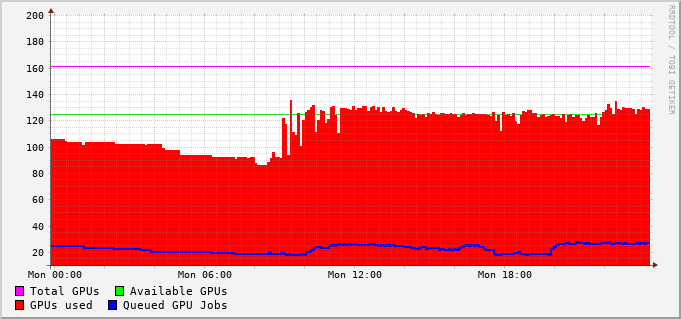 RRDTOOL / TOBI OETIKER
200
180
160
140
120
100
80
60
40
20
Mon 00:00 Mon 06:00 Mon 12:00 Mon 18:00
Total GPUs Available GPUs
GPUs used Queued GPU Jobs